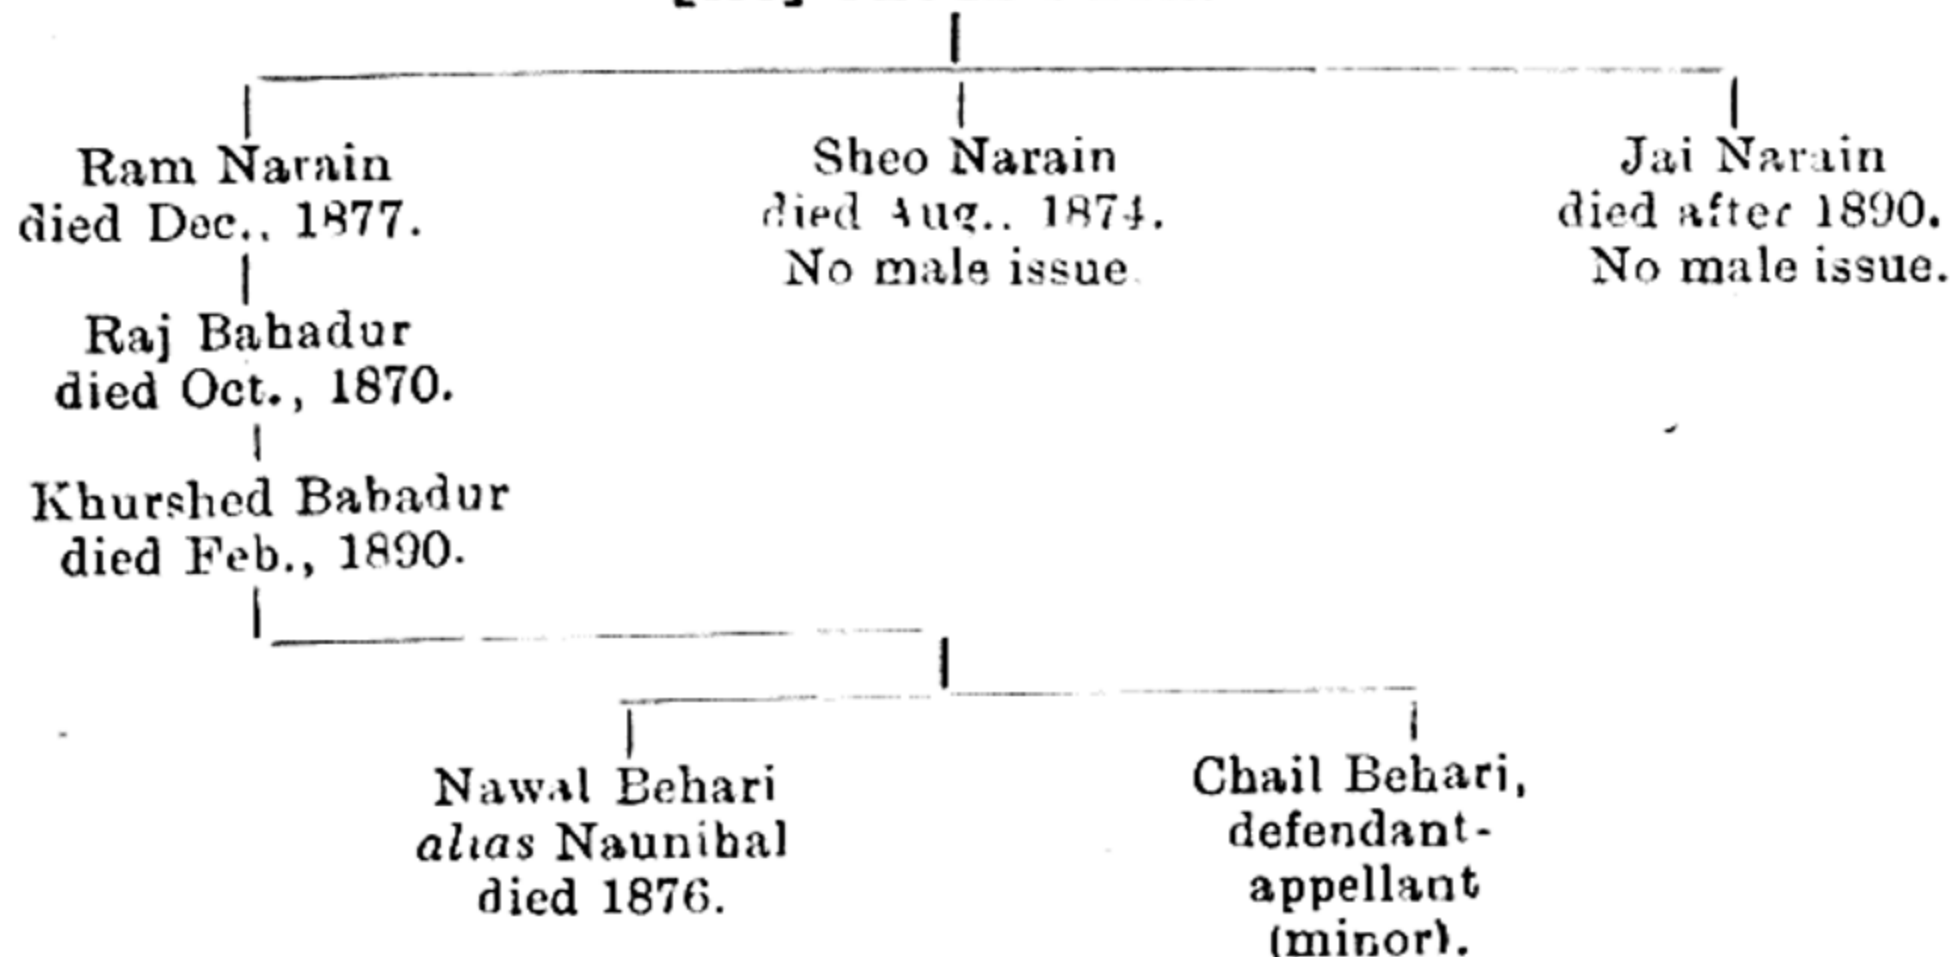 Ram Narain
died Dec., 1877.
Sheo Narain
died Aug., 1874.
No male issue
Jai Narain
died after 1890.
No male issue.
Raj Bahadur
died Oct., 1870.
Khurshed Bahadur
died Feb., 1890.
Nawal Behari
alias Naunihal
died 1876.
Chail Behari,
defendant-
appellant
(minor).